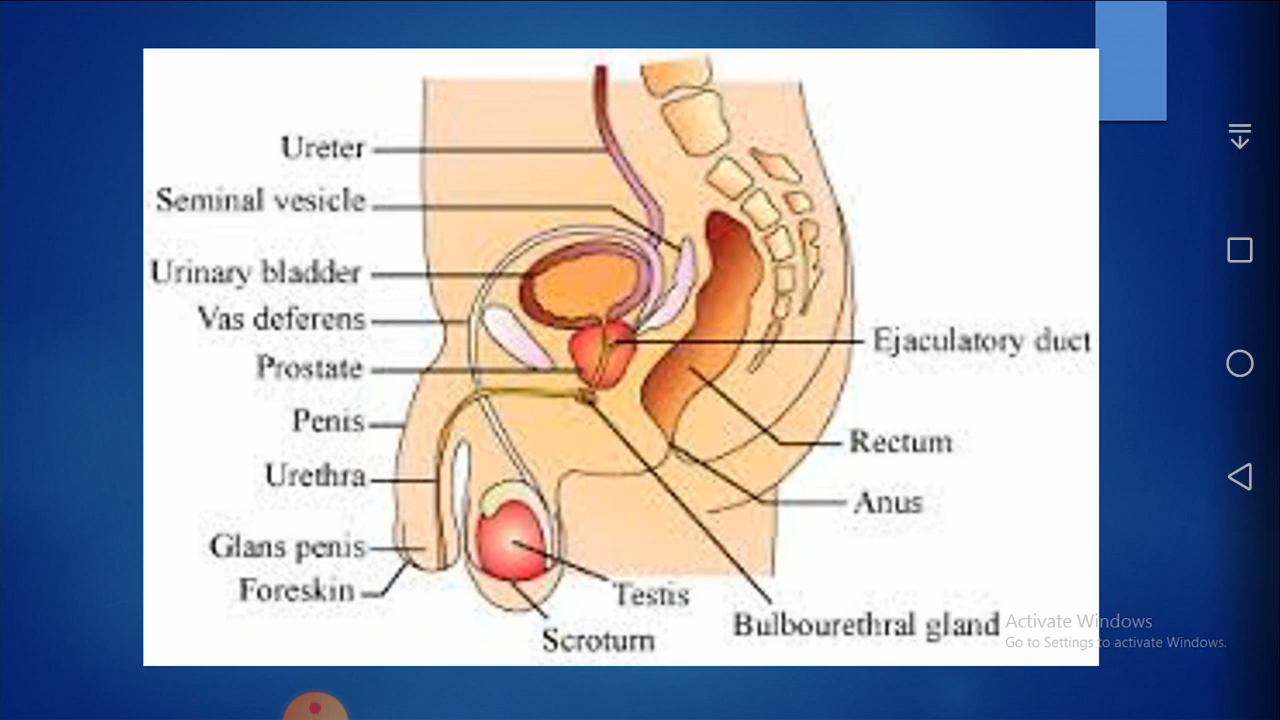 Ureter
Seminal vesicle
Urinary bladder
Vas deferens
Prostate
Penis
Urethra
Glans penis
Foreskin
Ejaculatory duct
Rectum
Anus
Testis
Bulbourethral gland
Scrotum
Activate Windows
Go to Settings to activate Windows.